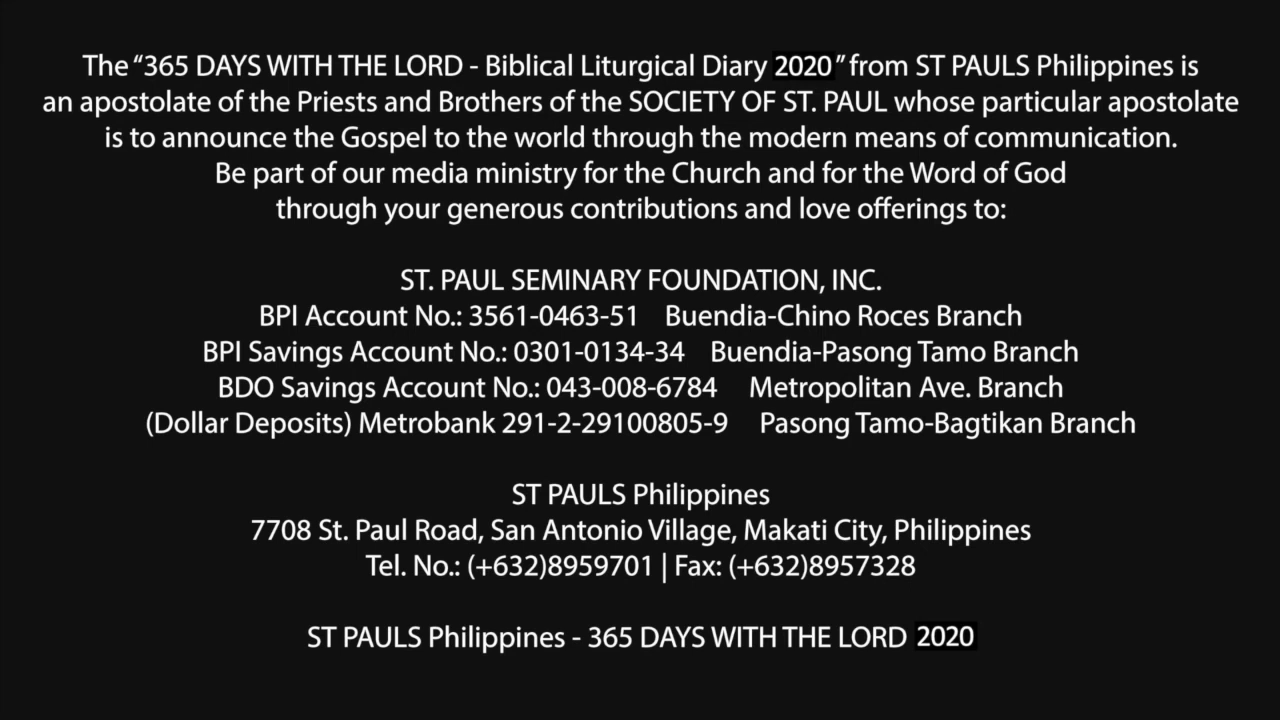 The “365 DAYS WITH THE LORD - Biblical Liturgical Diary 2020” from ST PAULS Philippines is
an apostolate of the Priests and Brothers of the SOCIETY OF ST. PAUL whose particular apostolate
is to announce the Gospel to the world through the modern means of communication.
Be part of our media ministry for the Church and for the Word of God
through your generous contributions and love offerings to:
ST. PAUL SEMINARY FOUNDATION, INC.
BPI Account No.: 3561-0463-51 Buendia-Chino Roces Branch
BPI Savings Account No.: 0301-0134-34 Buendia-Pasong Tamo Branch
BDO Savings Account No.: 043-008-6784 Metropolitan Ave. Branch
(Dollar Deposits) Metrobank 291-2-29100805-9 Pasong Tamo-Bagtikan Branch
ST PAULS Philippines
7708 St. Paul Road, San Antonio Village, Makati City, Philippines
Tel. No.: (+632)8959701 | Fax: (+632)8957328
ST PAULS Philippines - 365 DAYS WITH THE LORD 2020